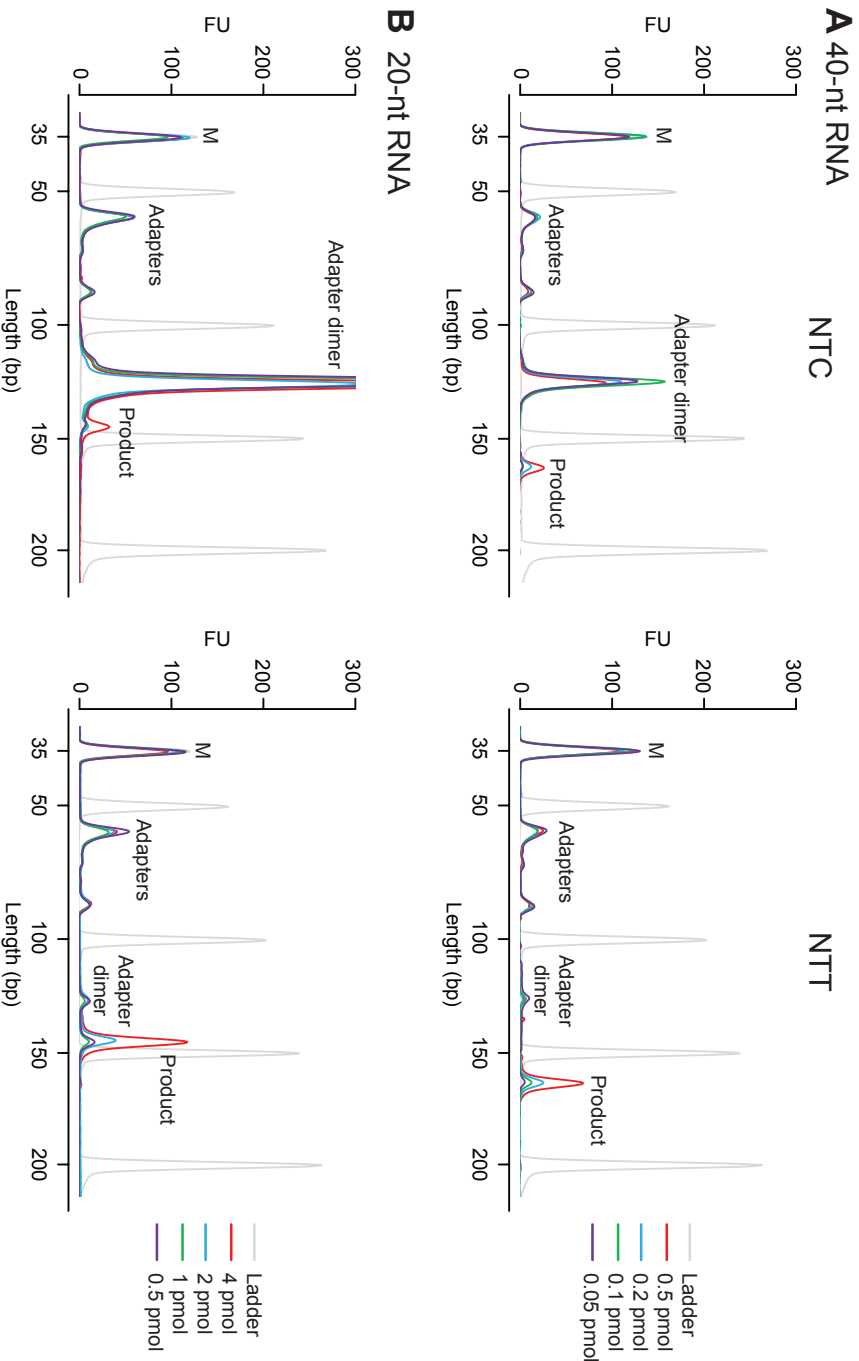 A 40-nt RNA
NTC
NTT
FU
0
100
200
300
M
Adapters
Adapter dimer
Product
35
50
100
150
200
Length (bp)
FU
0
100
200
300
M
Adapters
Adapter
dimer
Product
35
50
100
150
200
Length (bp)
Ladder
0.5 pmol
0.2 pmol
0.1 pmol
0.05 pmol
B 20-nt RNA
FU
0
100
200
300
M
Adapters
Adapter dimer
Product
35
50
100
150
200
Length (bp)
FU
0
100
200
300
M
Adapters
Adapter
dimer
Product
35
50
100
150
200
Length (bp)
Ladder
4 pmol
2 pmol
1 pmol
0.5 pmol